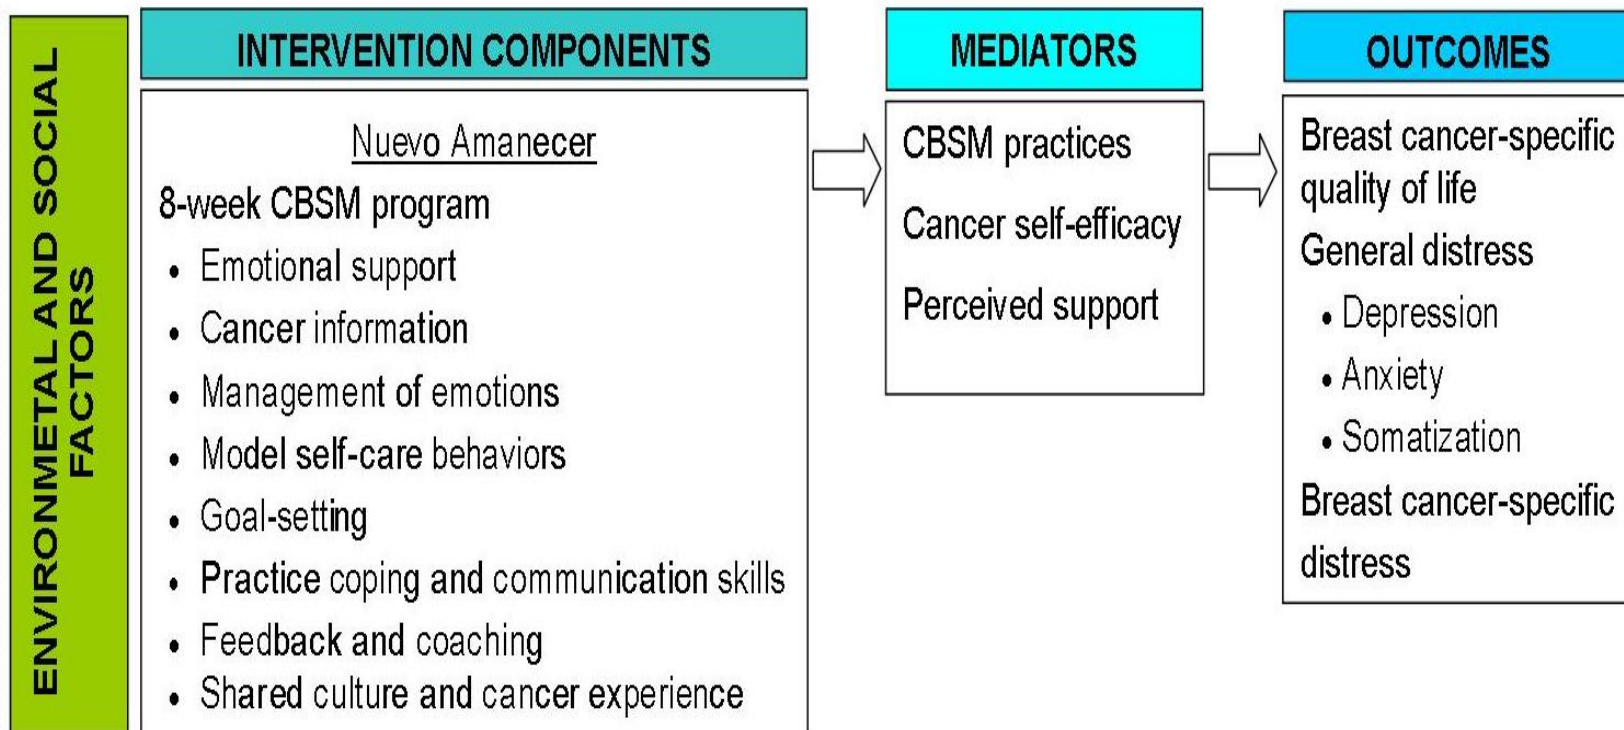 ENVIRONMETAL AND SOCIAL
FACTORS
INTERVENTION COMPONENTS
Nuevo Amanecer
8-week CBSM program
• Emotional support
• Cancer information
• Management of emotions
• Model self-care behaviors
• Goal-setting
• Practice coping and communication skills
• Feedback and coaching
• Shared culture and cancer experience
MEDIATORS
CBSM practices
Cancer self-efficacy
Perceived support
OUTCOMES
Breast cancer-specific
quality of life
General distress
• Depression
• Anxiety
• Somatization
Breast cancer-specific
distress